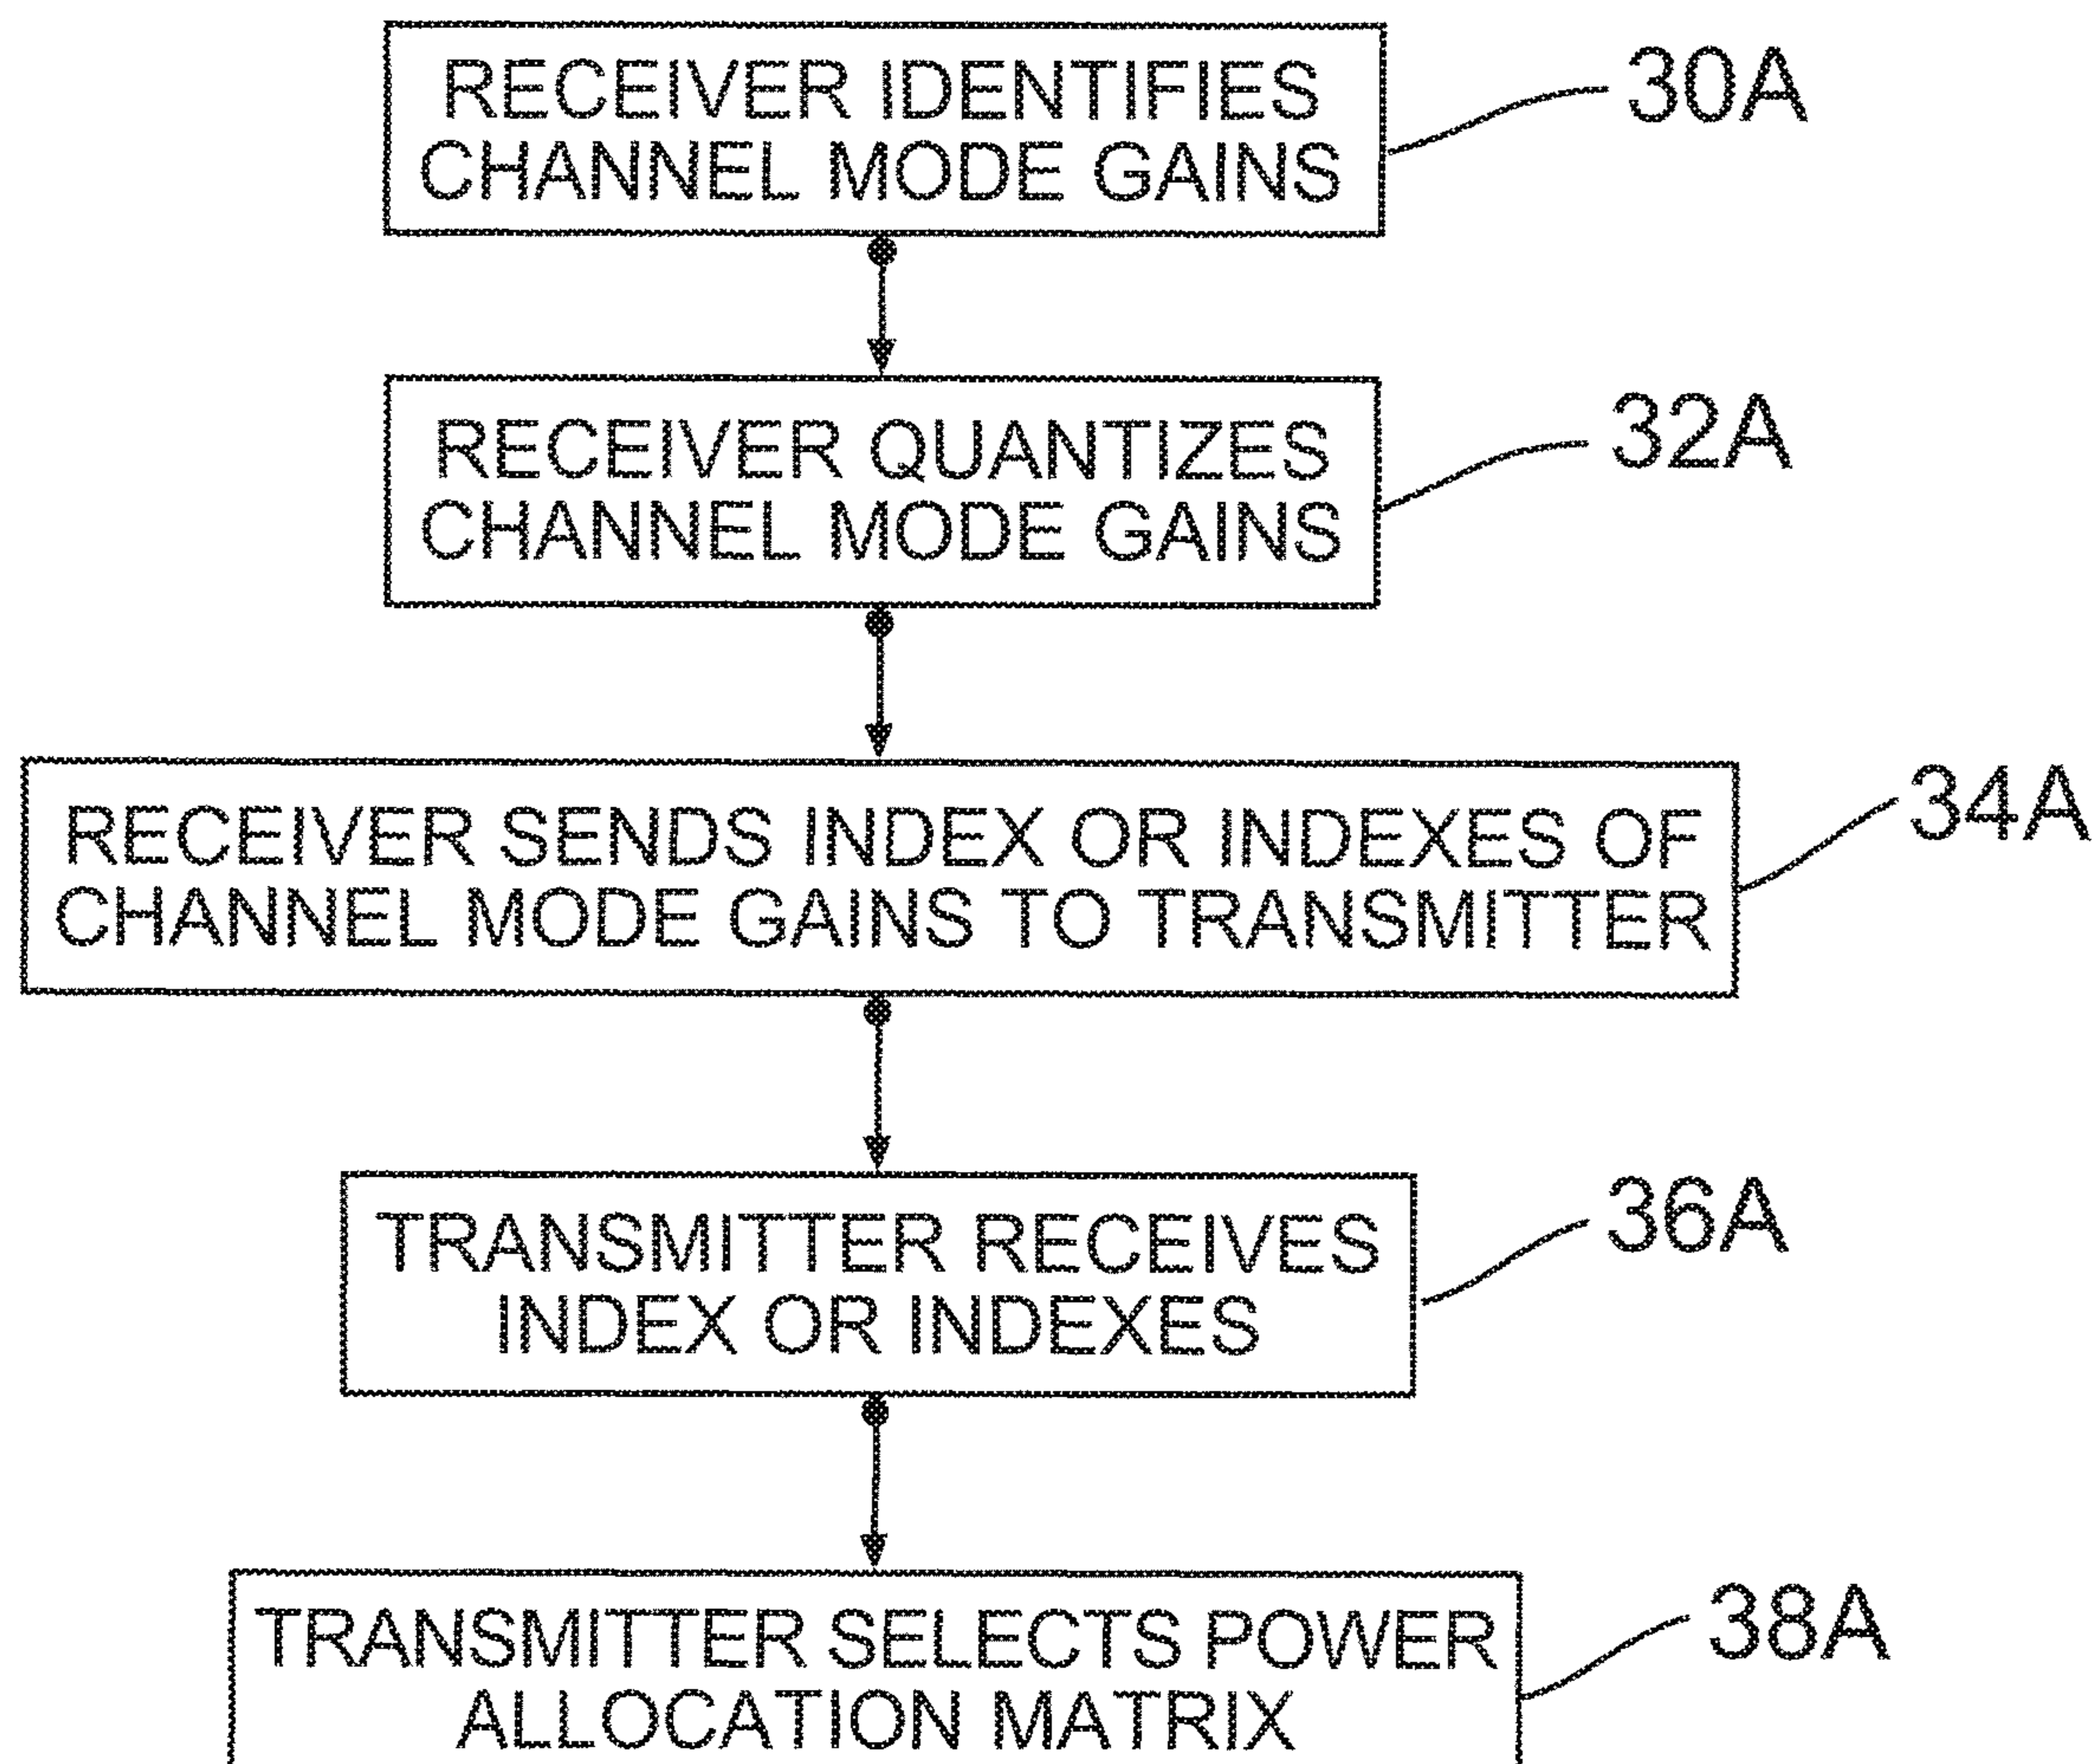 RECEIVER IDENTIFIES
CHANNEL MODE GAINS
30A
RECEIVER QUANTIZES
CHANNEL MODE GAINS
32A
RECEIVER SENDS INDEX OR INDEXES OF
CHANNEL MODE GAINS TO TRANSMITTER
34A
TRANSMITTER RECEIVES
INDEX OR INDEXES
36A
TRANSMITTER SELECTS POWER
ALLOCATION MATRIX
38A